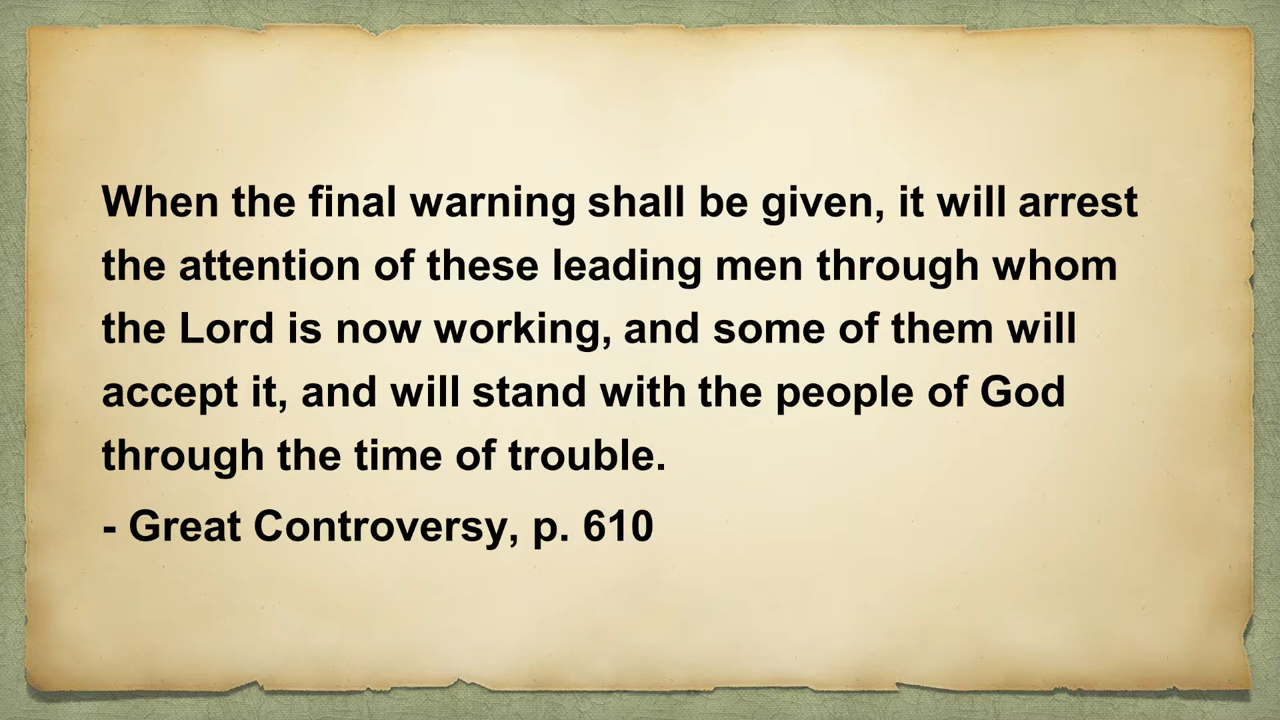 When the final warning shall be given, it will arrest
the attention of these leading men through whom
the Lord is now working, and some of them will
accept it, and will stand with the people of God
through the time of trouble.
- Great Controversy, p. 610